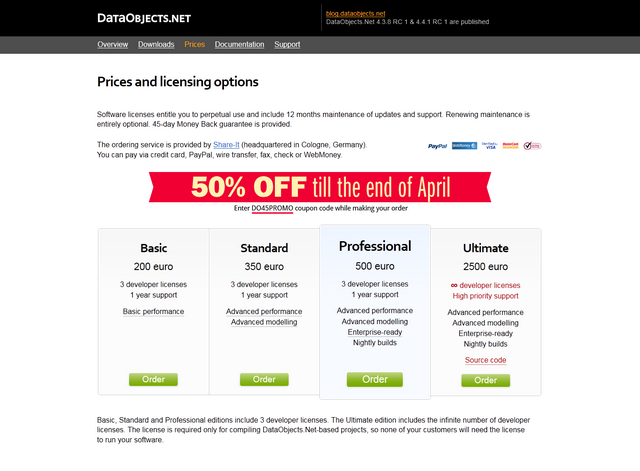 DATAOBJECTS.NET
blog.dataobjects.net
DataObjects.Net 4.3.8 RC 1 & 4.4.1 RC 1 are published
Overview Downloads Prices Documentation Support
Prices and licensing options
Software licenses entitle you to perpetual use and include 12 months maintenance of updates and support. Renewing maintenance is
entirely optional. 45-day Money Back guarantee is provided.
The ordering service is provided by Share-It (headquartered in Cologne, Germany).
You can pay via credit card, PayPal, wire transfer, fax, check or WebMoney.
PayPal WebMoney VISA
50% OFF till the end of April
Enter DO45PROMO coupon code while making your order
Basic
200 euro
3 developer licenses
1 year support
Basic performance
Order
Standard
350 euro
3 developer licenses
1 year support
Advanced performance
Advanced modelling
Order
Professional
500 euro
3 developer licenses
1 year support
Advanced performance
Advanced modelling
Enterprise-ready
Nightly builds
Order
Ultimate
2500 euro
∞ developer licenses
High priority support
Advanced performance
Advanced modelling
Enterprise-ready
Nightly builds
Source code
Order
Basic, Standard and Professional editions include 3 developer licenses. The Ultimate edition includes the infinite number of developer
licenses. The license is required only for compiling DataObjects.Net-based projects, so none of your customers will need the license
to run your software.